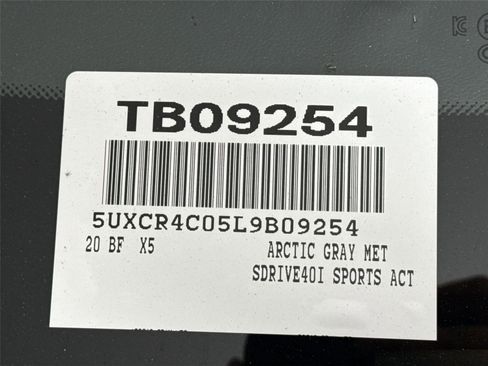 TB09254
5UXCR4C05L9B09254
20 BF X5 ARCTIC GRAY MET
SDRIVE40I SPORTS ACT